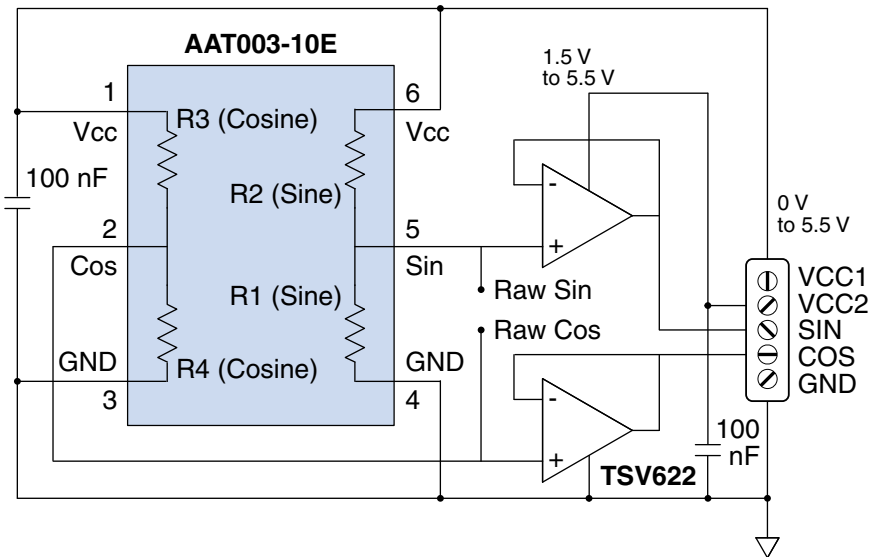 AAT003-10E
1.5 V
to 5.5 V
1
6
R3 (Cosine)
Vcc
Vcc
100 nF
R2 (Sine)
-
0 V
to 5.5 V
2
5
+
Cos
Sin
VCC1
R1 (Sine)
Raw Sin
VCC2
Raw Cos
SIN
GND
GND
COS
R4 (Cosine)
GND
3
4
-
100
nF
+
TSV622